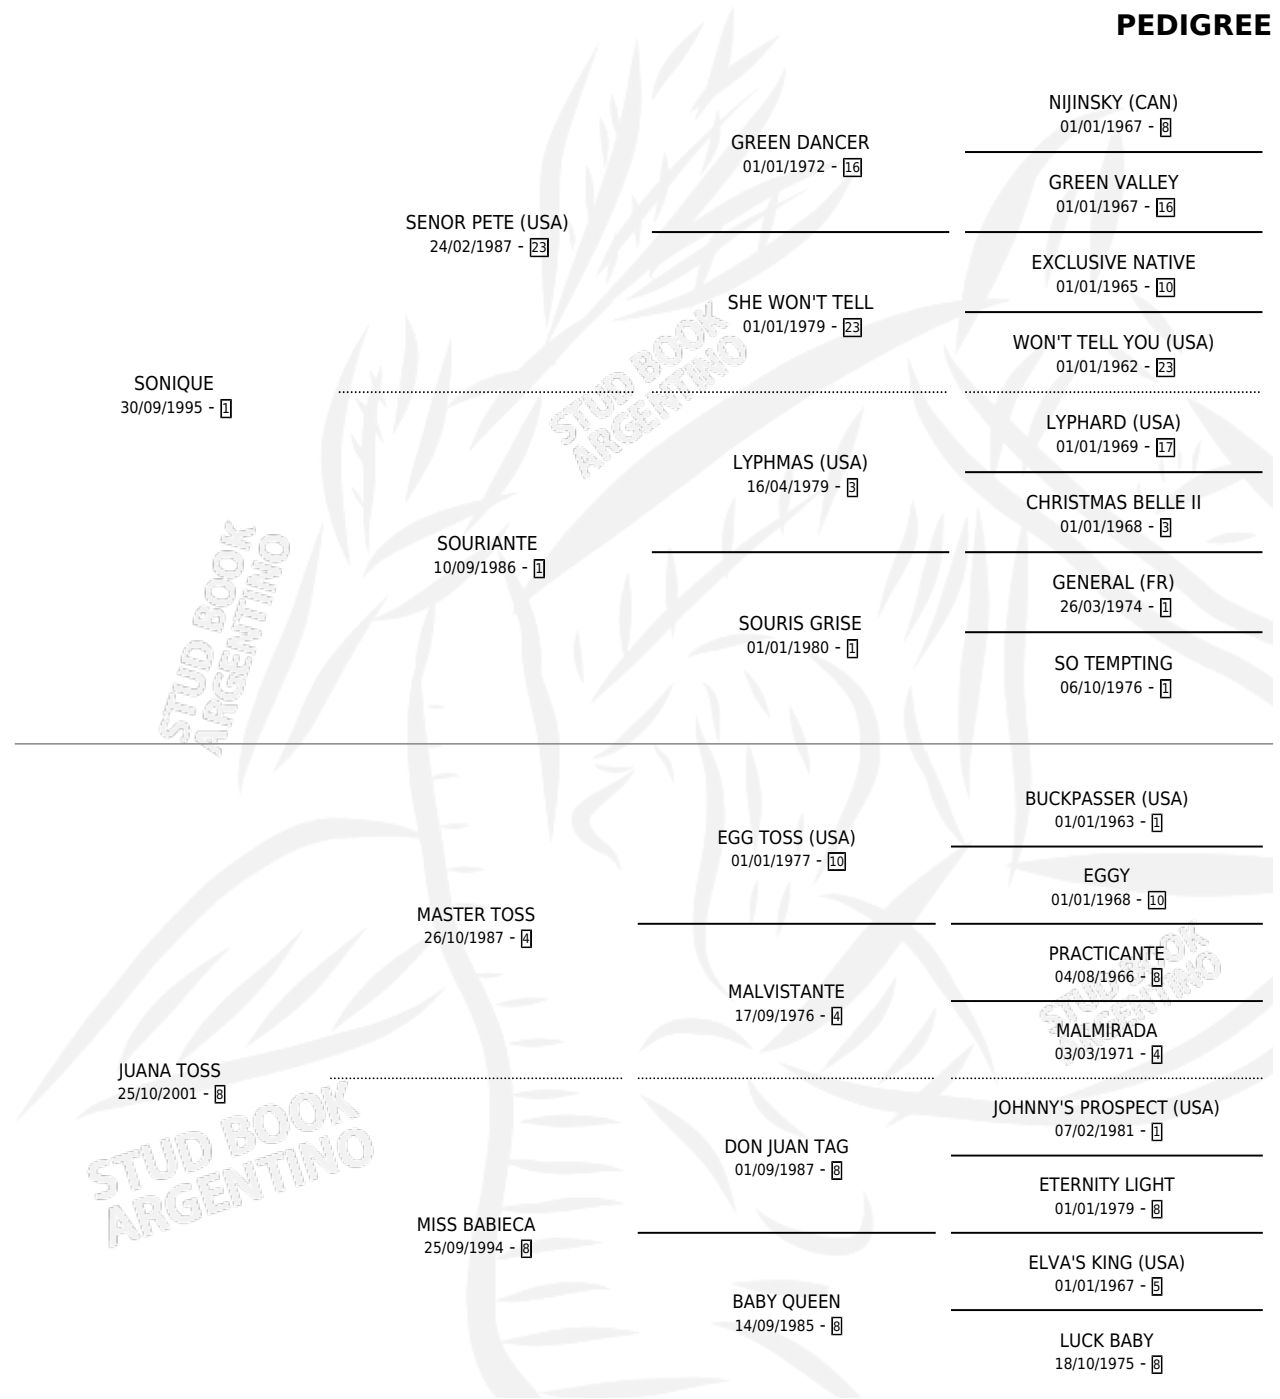 PEDIGREE
NIJINSKY (CAN)
01/01/1967 - 8
GREEN DANCER
01/01/1972 - 16
GREEN VALLEY
01/01/1967 - 16
SENOR PETE (USA)
24/02/1987 - 23
EXCLUSIVE NATIVE
01/01/1965 - 10
SHE WON'T TELL
01/01/1979 - 23
WON'T TELL YOU (USA)
01/01/1962 - 23
SONIQUE
30/09/1995 - 1
LYPHARD (USA)
01/01/1969 - 17
LYPHMAS (USA)
16/04/1979 - 3
CHRISTMAS BELLE II
01/01/1968 - 3
SOURIANTE
10/09/1986 - 1
GENERAL (FR)
26/03/1974 - 1
SOURIS GRISE
01/01/1980 - 1
SO TEMPTING
06/10/1976 - 1
BUCKPASSER (USA)
01/01/1963 - 1
EGG TOSS (USA)
01/01/1977 - 10
EGGY
01/01/1968 - 10
MASTER TOSS
26/10/1987 - 4
PRACTICANTE
04/08/1966 - 8
MALVISTANTE
17/09/1976 - 4
MALMIRADA
03/03/1971 - 4
JUANA TOSS
25/10/2001 - 8
JOHNNY'S PROSPECT (USA)
07/02/1981 - 1
DON JUAN TAG
01/09/1987 - 8
ETERNITY LIGHT
01/01/1979 - 8
MISS BABIECA
25/09/1994 - 8
ELVA'S KING (USA)
01/01/1967 - 5
BABY QUEEN
14/09/1985 - 8
LUCK BABY
18/10/1975 - 8
STUD BOOK
ARGENTINO
STUD BOOK
ARGENTINO
STUD BOOK
ARGENTINO
STUD BOOK
ARGENTINO